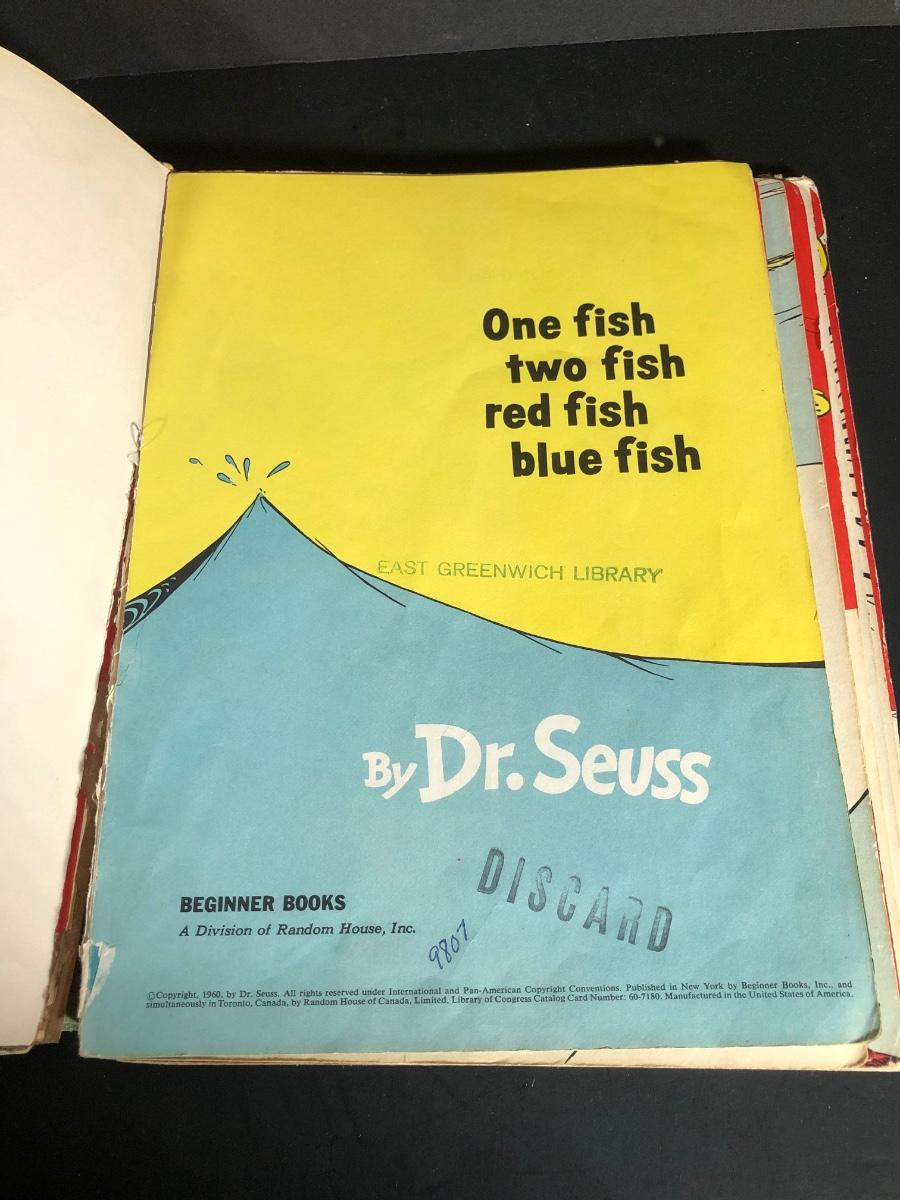 One fish
two fish
red fish
blue fish
EAST GREENWICH LIBRARY
By Dr. Seuss
DISCARD
BEGINNER BOOKS
A Division of Random House, Inc.
9807
©Copyright, 1960, by Dr. Seuss. All rights reserved under International and Pan-American Copyright Conventions. Published in New York by Beginner Books, Inc., and
simultaneously in Toronto, Canada, by Random House of Canada, Limited. Library of Congress Catalog Card Number: 60-7180. Manufactured in the United States of America.